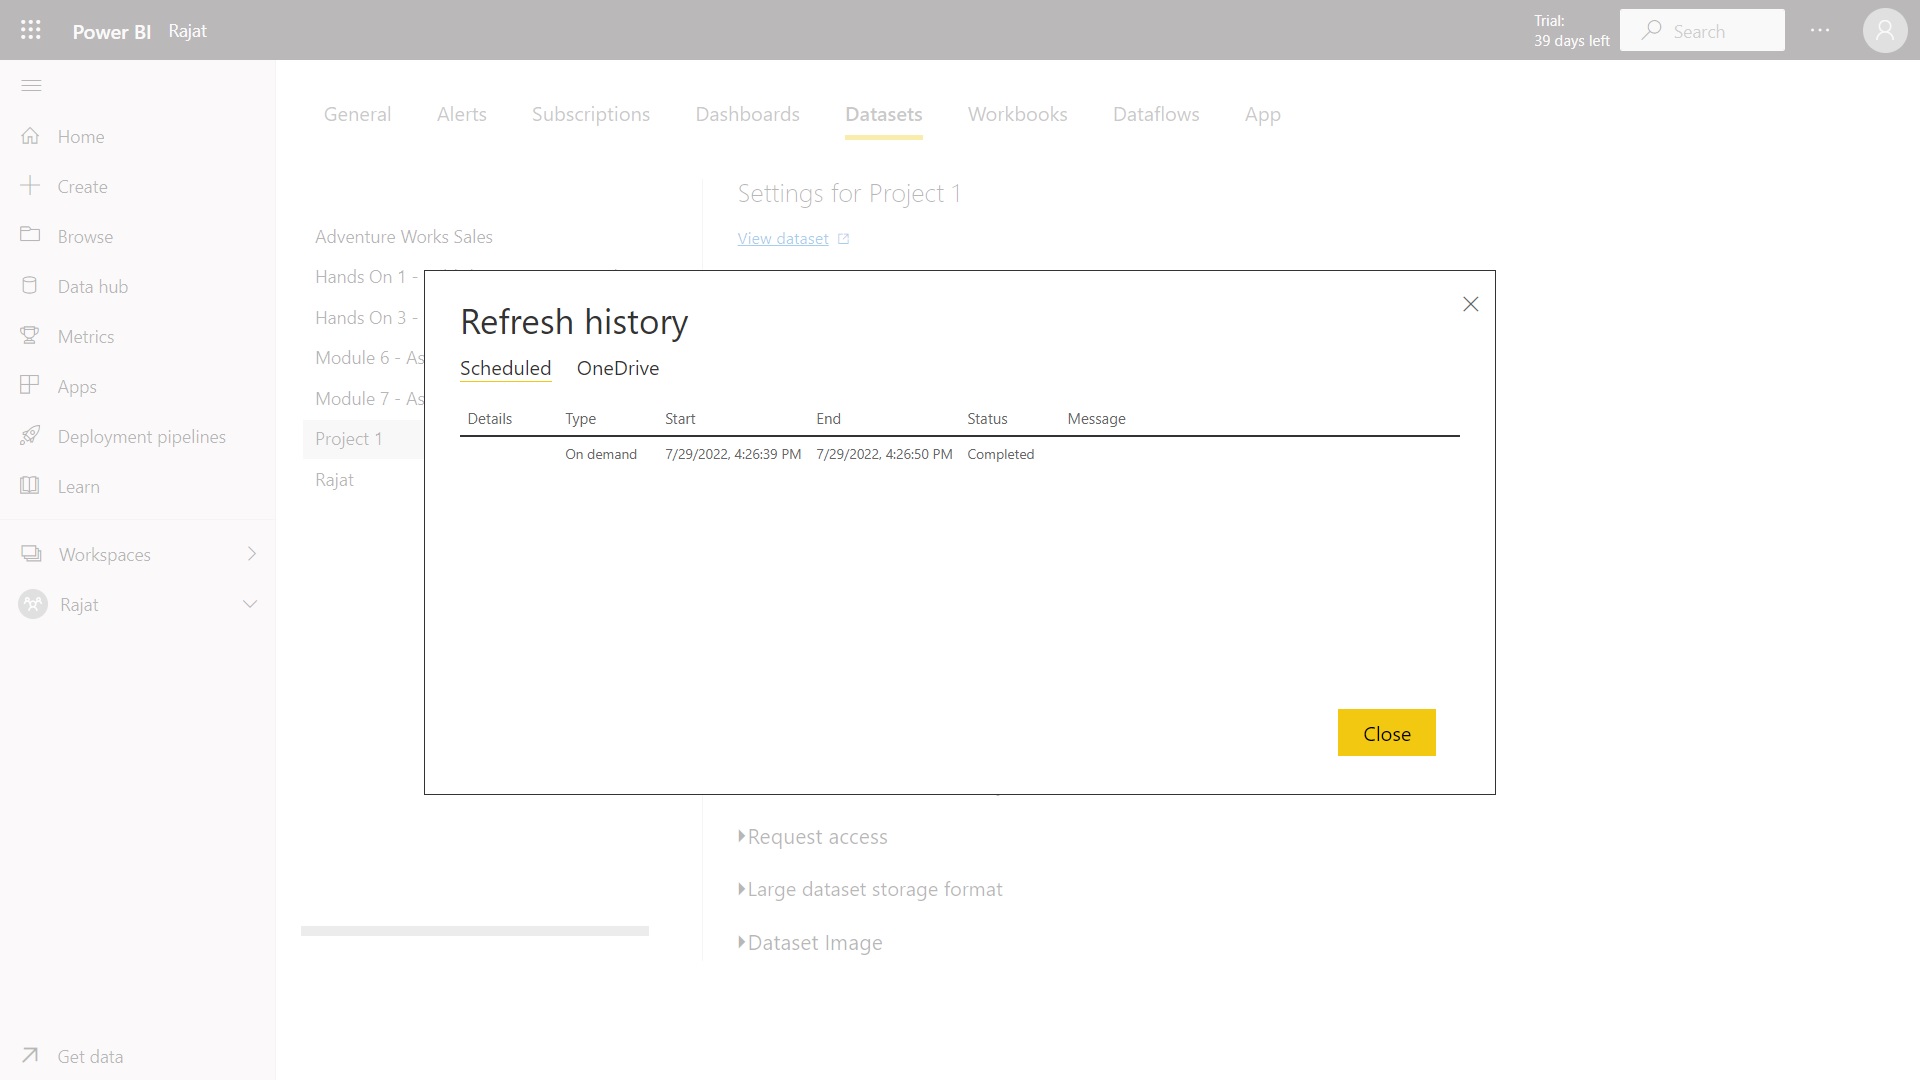 Power BI Rajat
Trial:
39 days left
Search
Home
Create
Browse
Data hub
Metrics
Apps
Deployment pipelines
Learn
Workspaces
Rajat
Get data
General Alerts Subscriptions Dashboards Datasets Workbooks Dataflows App
Adventure Works Sales
Hands On 1 -
Hands On 3 -
Module 6 - As
Module 7 - As
Project 1
Rajat
Settings for Project 1
View dataset
Refresh history
Scheduled OneDrive
Details Type Start End Status Message
On demand 7/29/2022, 4:26:39 PM 7/29/2022, 4:26:50 PM Completed
Close
Request access
Large dataset storage format
Dataset Image